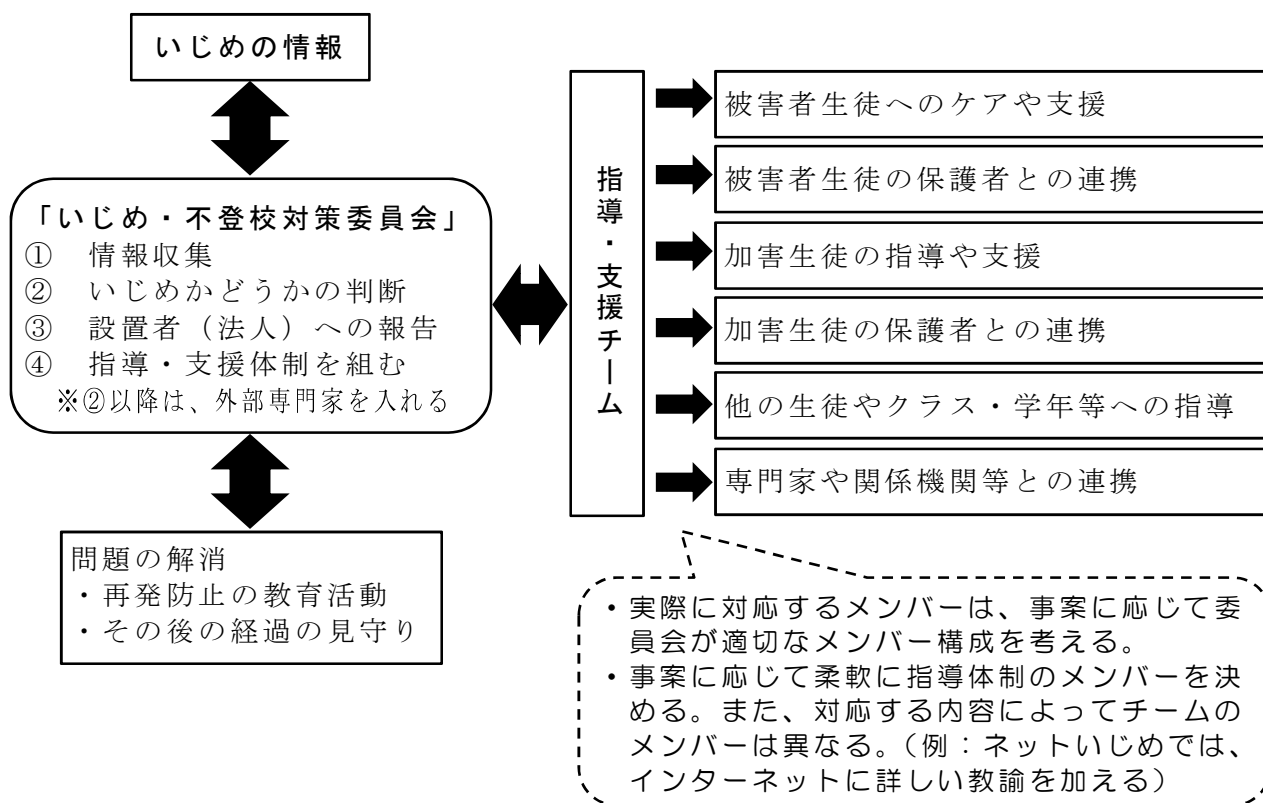 いじめの情報
「いじめ・不登校対策委員会」
①　情報収集
②　いじめかどうかの判断
③　設置者（法人）への報告
④　指導・支援体制を組む
※②以降は、外部専門家を入れる
問題の解消
・再発防止の教育活動
・その後の経過の見守り
指導・支援チーム
被害者生徒へのケアや支援
被害者生徒の保護者との連携
加害生徒の指導や支援
加害生徒の保護者との連携
他の生徒やクラス・学年等への指導
専門家や関係機関等との連携
・実際に対応するメンバーは、事案に応じて委
員会が適切なメンバー構成を考える。
・事案に応じて柔軟に指導体制のメンバーを決
める。また、対応する内容によってチームの
メンバーは異なる。（例：ネットいじめでは、
インターネットに詳しい教諭を加える）